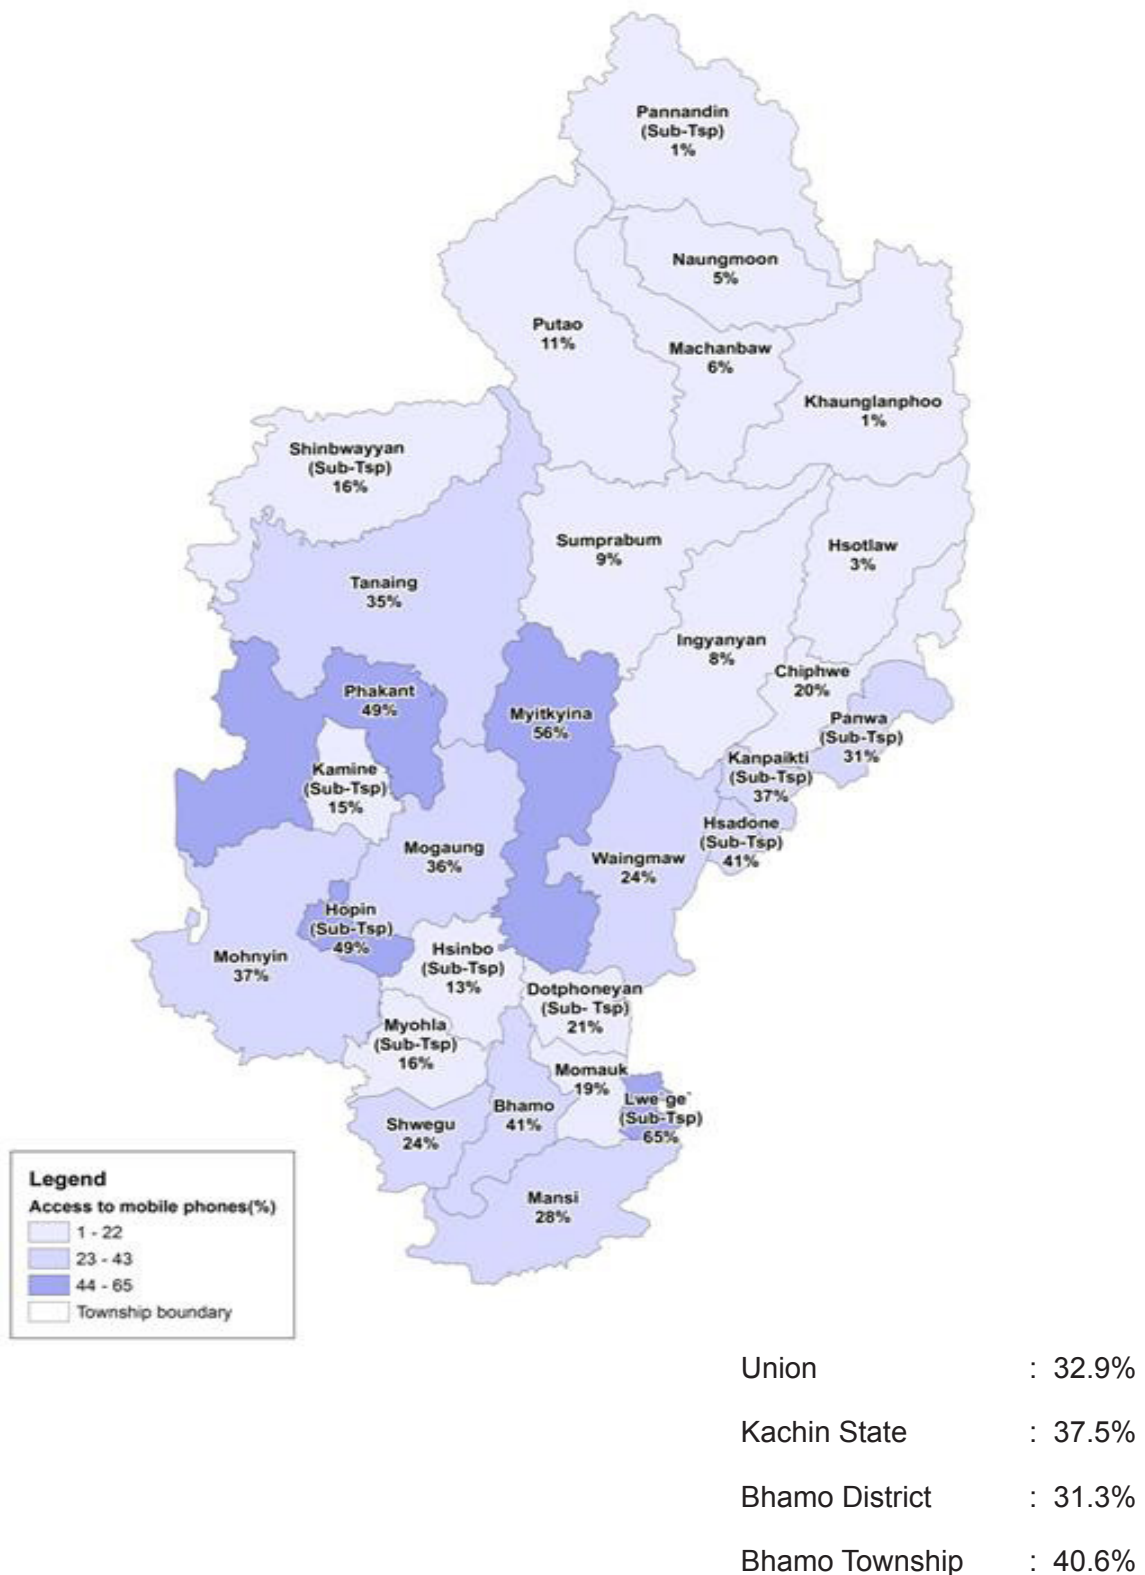 Pannandin
(Sub-Tsp)
1%
Naungmoon
5%
Putao
11%
Machanbaw
6%
Khaunglanphoo
1%
Shinbwayyan
(Sub-Tsp)
16%
Sumprabum
9%
Hsotlaw
3%
Tanaing
35%
Ingyanyan
8%
Chiphwe
20%
Phakant
49%
Myitkyina
56%
Panwa
(Sub-Tsp)
31%
Kanpaikti
(Sub-Tsp)
37%
Kamine
(Sub-Tsp)
15%
Hsadone
(Sub-Tsp)
41%
Mogaung
36%
Waingmaw
24%
Hopin
(Sub-Tsp)
49%
Mohnyin
37%
Hsinbo
(Sub-Tsp)
13%
Dotphoneyan
(Sub- Tsp)
21%
Myohla
(Sub-Tsp)
16%
Momauk
19%
Lwe`ge`
(Sub-Tsp)
65%
Bhamo
41%
Shwegu
24%
Mansi
28%
Legend
Access to mobile phones(%)
1 - 22
23 - 43
44 - 65
Township boundary
Union : 32.9%
Kachin State : 37.5%
Bhamo District : 31.3%
Bhamo Township : 40.6%